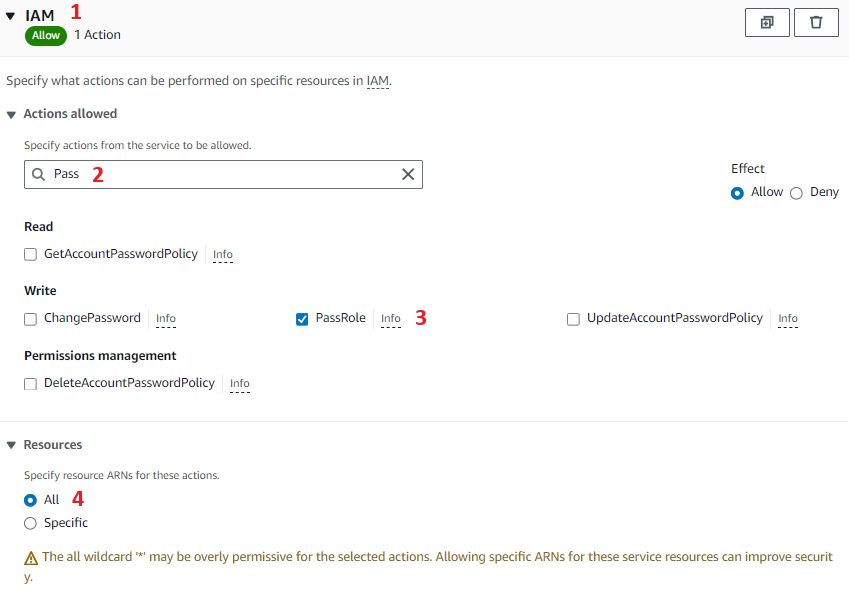 IAM 1
Allow 1 Action
Specify what actions can be performed on specific resources in IAM.
Actions allowed
Specify actions from the service to be allowed.
Pass 2
Effect
Allow Deny
Read
GetAccountPasswordPolicy Info
Write
ChangePassword Info PassRole Info 3 UpdateAccountPasswordPolicy Info
Permissions management
DeleteAccountPasswordPolicy Info
Resources
Specify resource ARNs for these actions.
All 4
Specific
The all wildcard '*' may be overly permissive for the selected actions. Allowing specific ARNs for these service resources can improve securit
y.